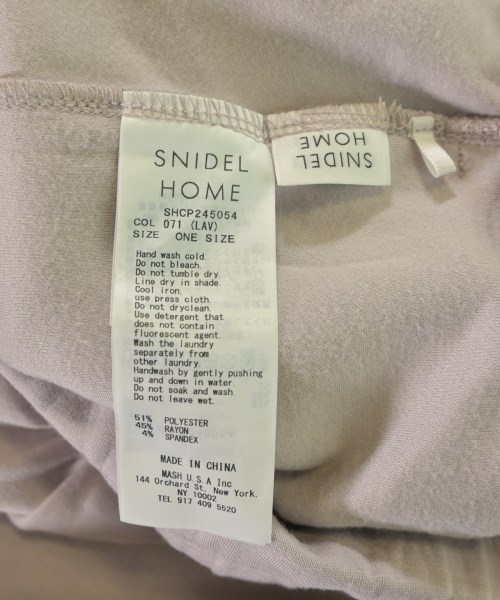 SNIDEL
HOME
SHCP245054
COL 071 (LAV)
SIZE ONE SIZE
Hand wash cold.
Do not bleach.
Do not tumble dry.
Line dry in shade.
Cool iron.
use press cloth.
Do not dryclean.
Use detergent that
does not contain
fluorescent agent.
Wash the laundry
separately from
other laundry.
Handwash by gently pushing
up and down in water.
Do not soak and wash.
Do not leave wet.
51% POLYESTER
45% RAYON
4% SPANDEX
MADE IN CHINA
MASH U.S.A Inc
144 Orchard St, New York.
NY 10002
TEL 917 409 5520
SNIDEL
HOME